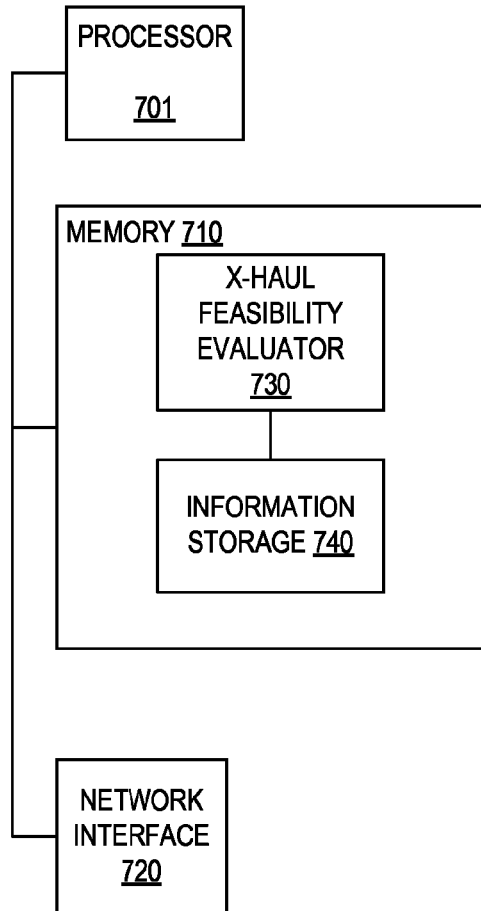 PROCESSOR
701
MEMORY 710
X-HAUL
FEASIBILITY
EVALUATOR
730
INFORMATION
STORAGE 740
NETWORK
INTERFACE
720